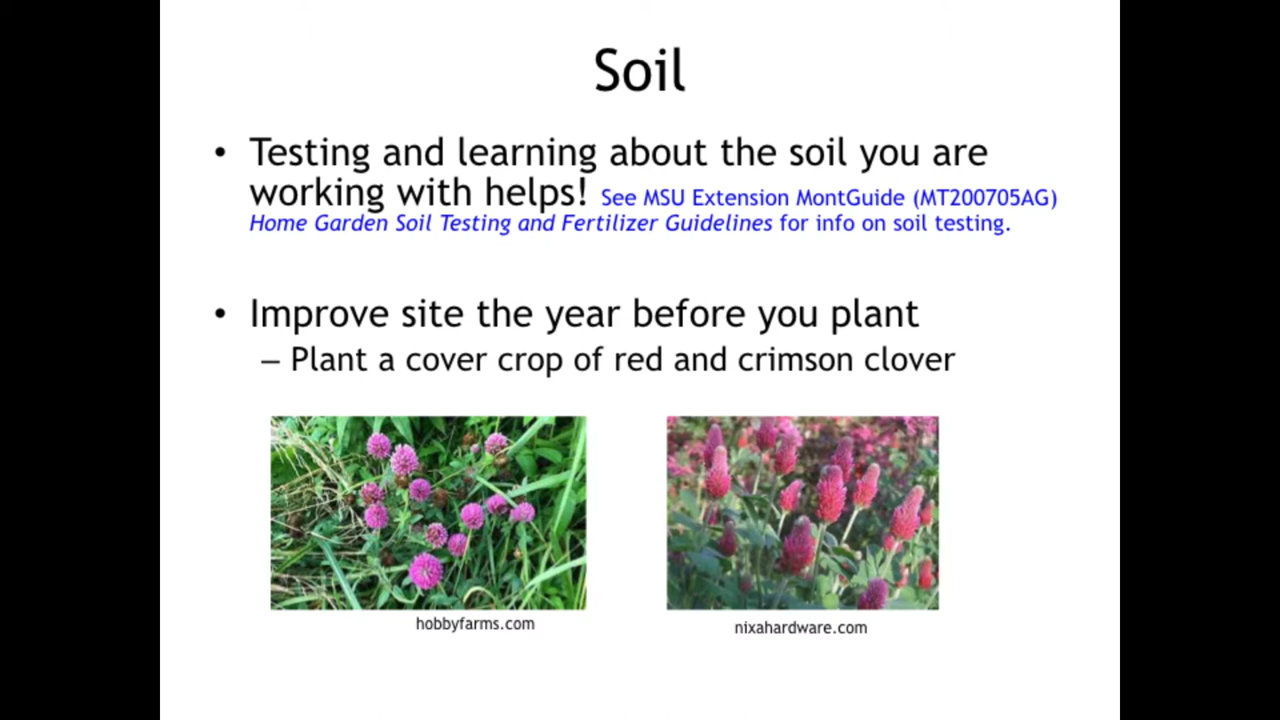 Soil
• Testing and learning about the soil you are
working with helps! See MSU Extension MontGuide (MT200705AG)
Home Garden Soil Testing and Fertilizer Guidelines for info on soil testing.
• Improve site the year before you plant
– Plant a cover crop of red and crimson clover
hobbyfarms.com
nixahardware.com